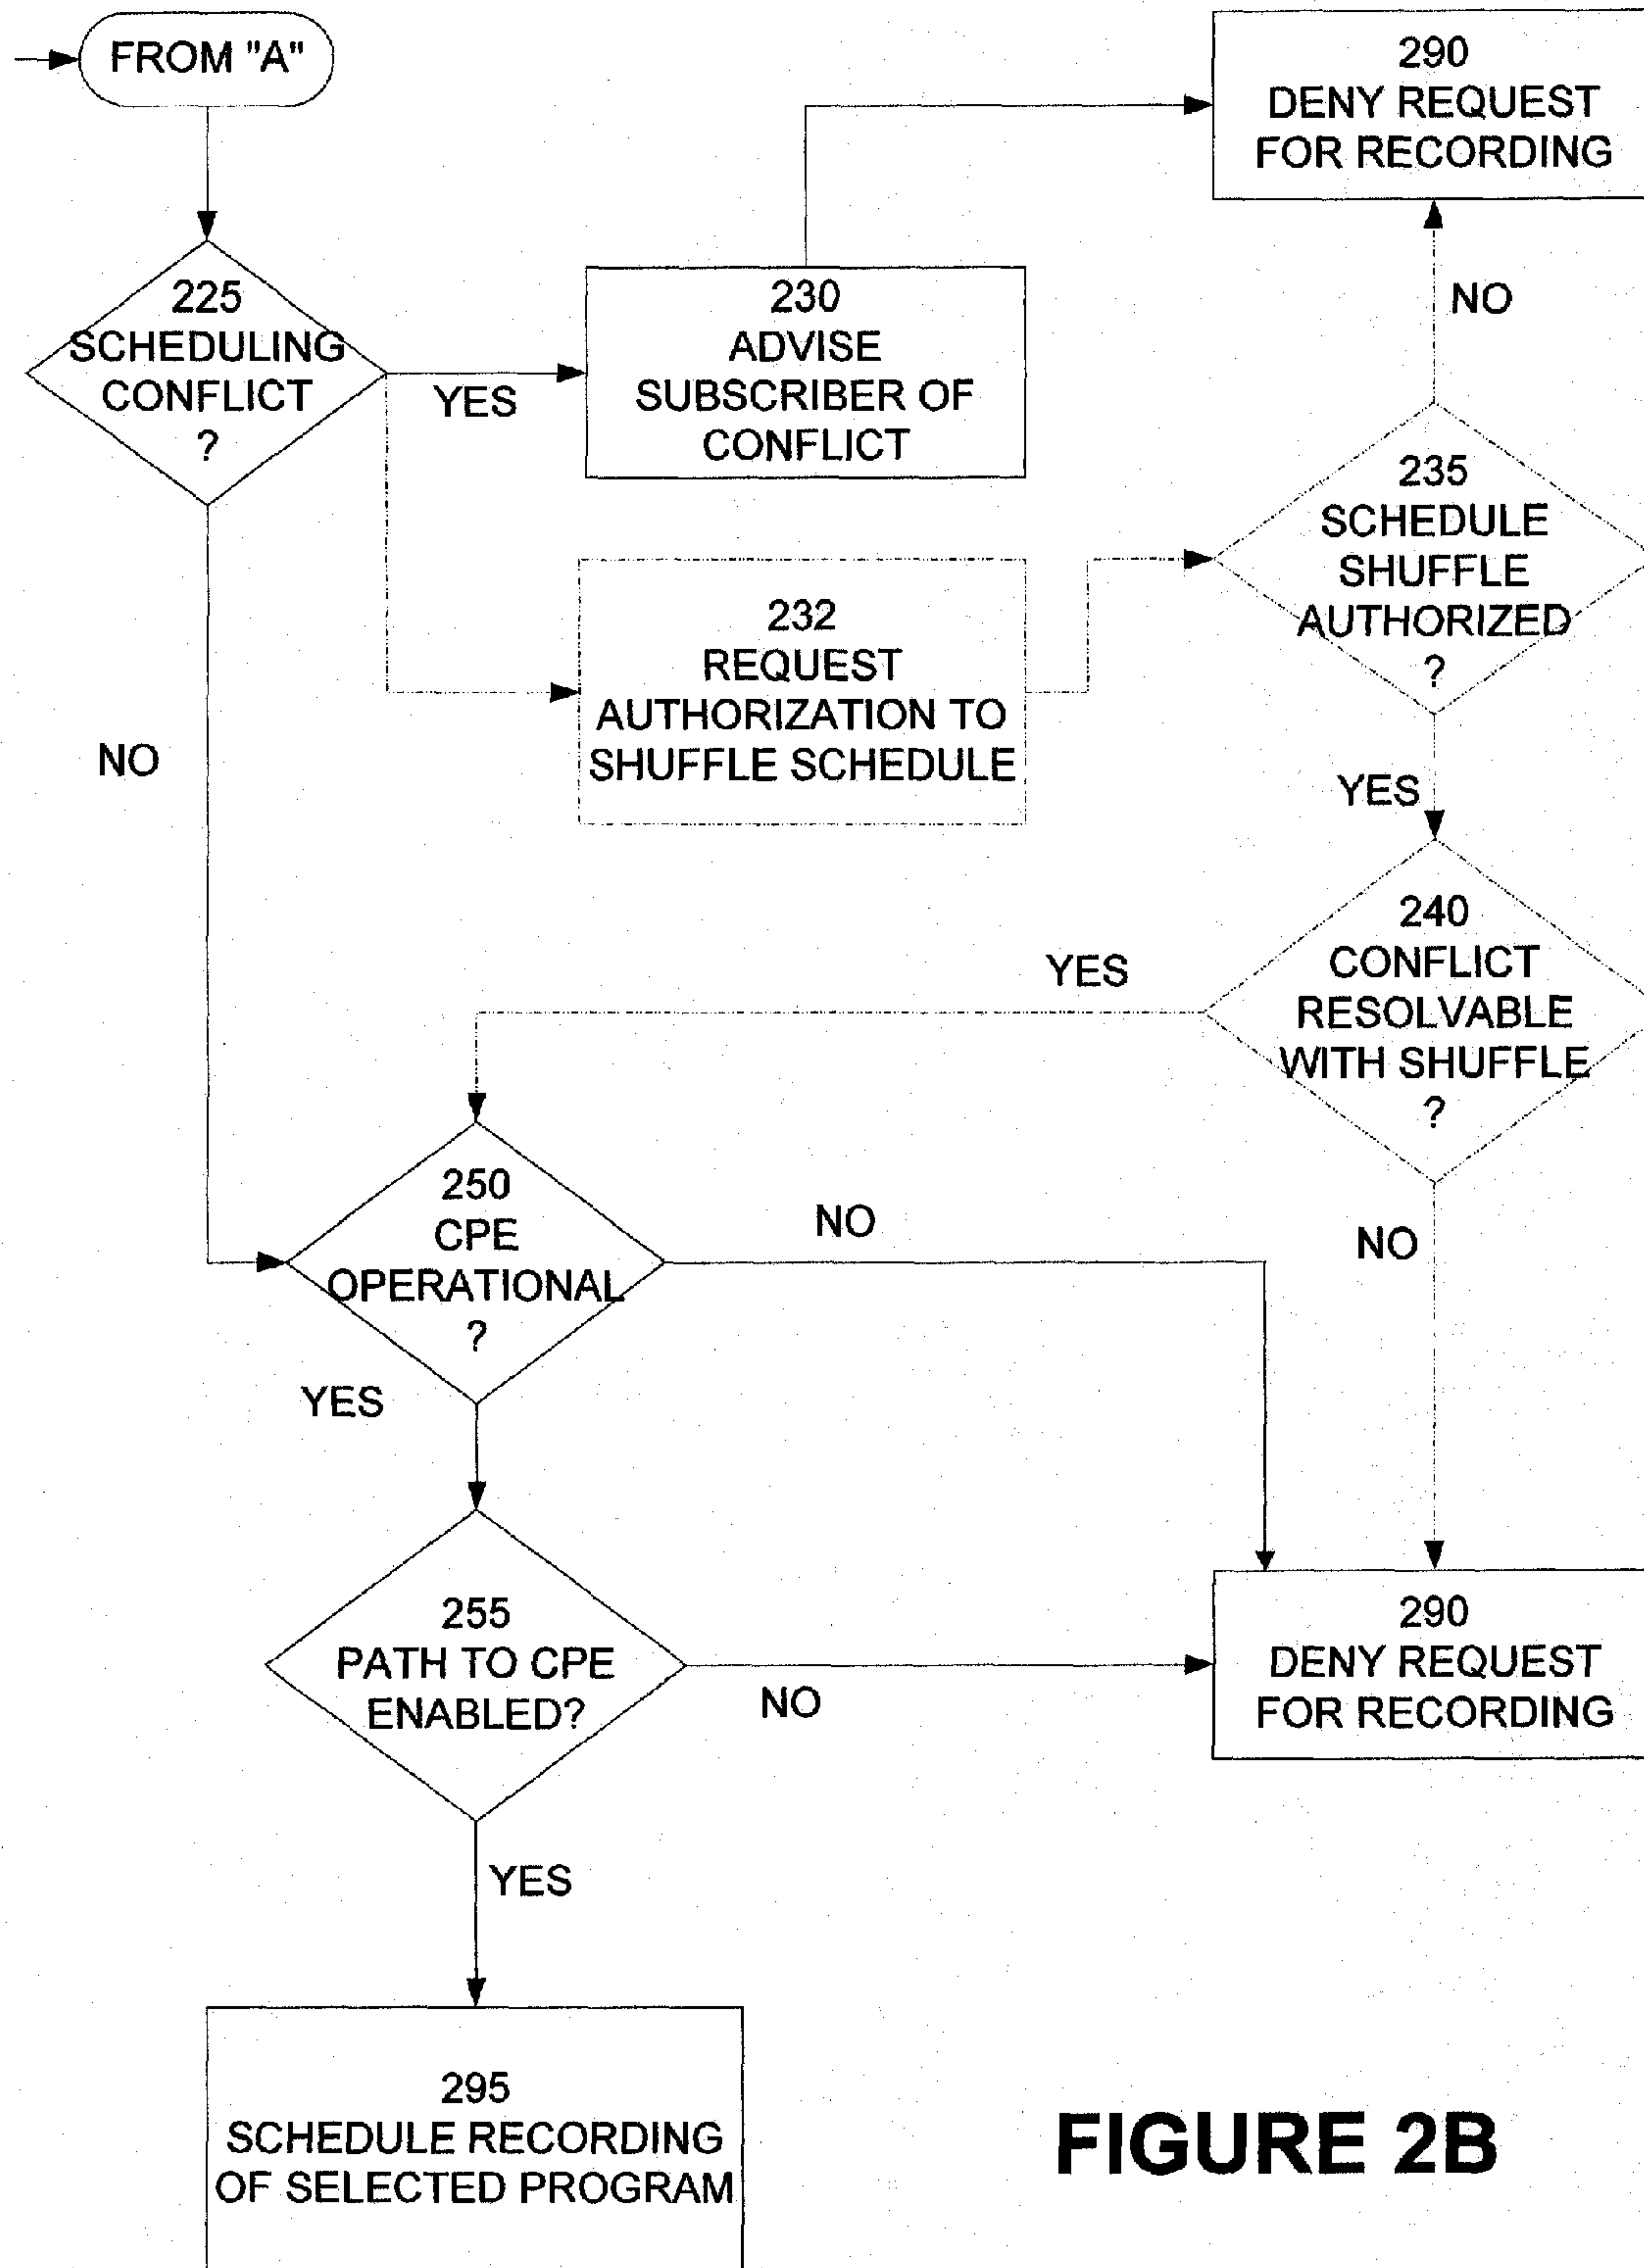 FROM "A"
290
DENY REQUEST
FOR RECORDING
225
SCHEDULING
CONFLICT
?
YES
230
ADVISE
SUBSCRIBER OF
CONFLICT
NO
235
SCHEDULE
SHUFFLE
AUTHORIZED
?
232
REQUEST
AUTHORIZATION TO
SHUFFLE SCHEDULE
NO
YES
240
CONFLICT
RESOLVABLE
WITH SHUFFLE
?
YES
250
CPE
OPERATIONAL
?
NO
NO
YES
255
PATH TO CPE
ENABLED?
NO
290
DENY REQUEST
FOR RECORDING
YES
295
SCHEDULE RECORDING
OF SELECTED PROGRAM
FIGURE 2B